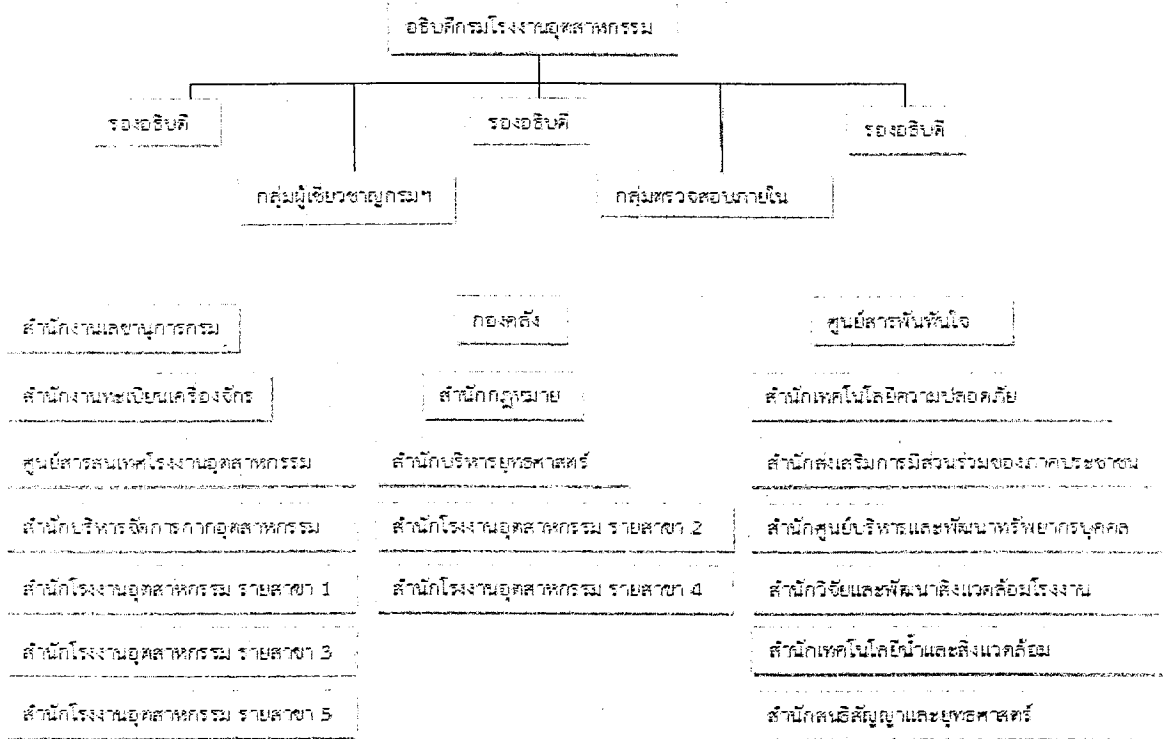 อธิบดีกรมโรงงานอุตสาหกรรม
รองอธิบดี
รองอธิบดี
รองอธิบดี
กลุ่มผู้เชี่ยวชาญกรมฯ
กลุ่มตรวจสอบภายใน
สำนักงานเลขานุการกรม
กองคลัง
ศูนย์สารพันทันใจ
สำนักงานทะเบียนเครื่องจักร
สำนักกฎหมาย
สำนักเทคโนโลยีความปลอดภัย
ศูนย์สารสนเทศโรงงานอุตสาหกรรม
สำนักบริหารยุทธศาสตร์
สำนักส่งเสริมการมีส่วนร่วมของภาคประชาชน
สำนักบริหารจัดการกากอุตสาหกรรม
สำนักโรงงานอุตสาหกรรม รายสาขา 2
สำนักศูนย์บริหารและพัฒนาทรัพยากรบุคคล
สำนักโรงงานอุตสาหกรรม รายสาขา 1
สำนักโรงงานอุตสาหกรรม รายสาขา 4
สำนักวิจัยและพัฒนาสิ่งแวดล้อมโรงงาน
สำนักโรงงานอุตสาหกรรม รายสาขา 3
สำนักเทคโนโลยีน้ำและสิ่งแวดล้อม
สำนักโรงงานอุตสาหกรรม รายสาขา 5
สำนักสนธิสัญญาและยุทธศาสตร์